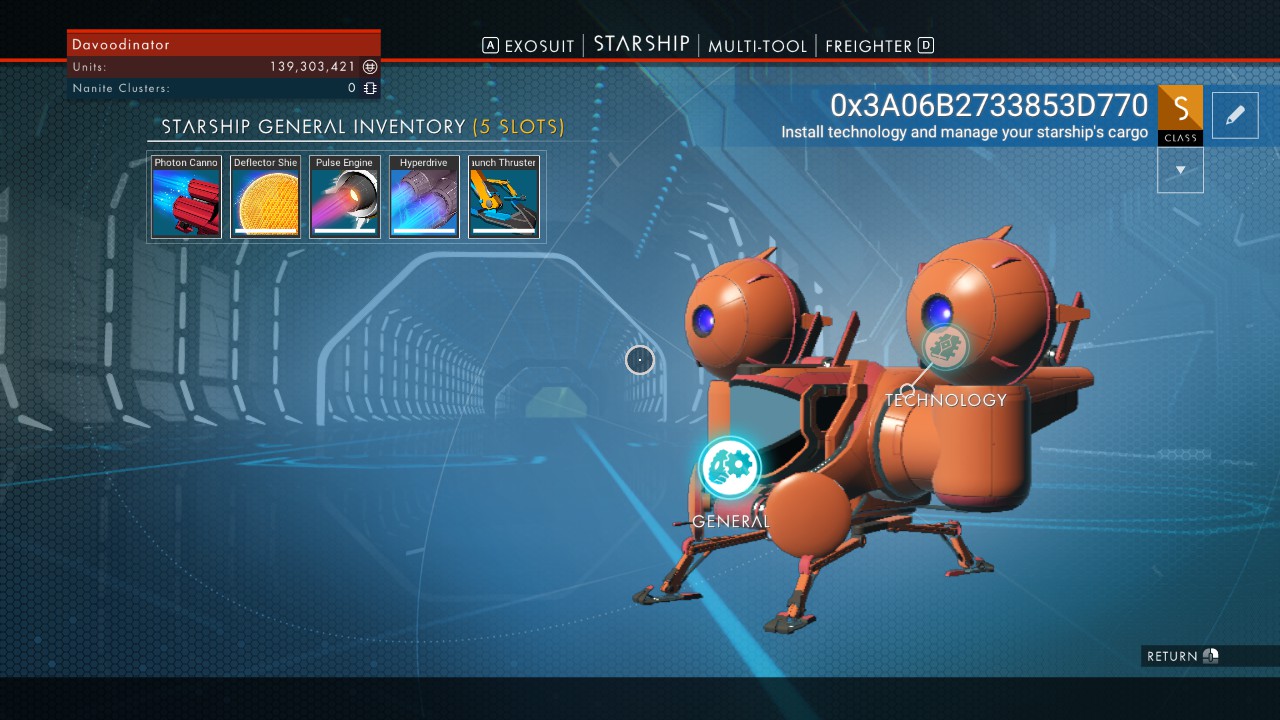 Davoodinator
Units: 139,303,421
Nanite Clusters: 0
A EXOSUIT STARSHIP MULTI-TOOL FREIGHTER D
0x3A06B2733853D770
Install technology and manage your starship's cargo
S
CLASS
STARSHIP GENERAL INVENTORY (5 SLOTS)
Photon Canno Deflector Shie Pulse Engine Hyperdrive aunch Thruster
TECHNOLOGY
GENERAL
RETURN